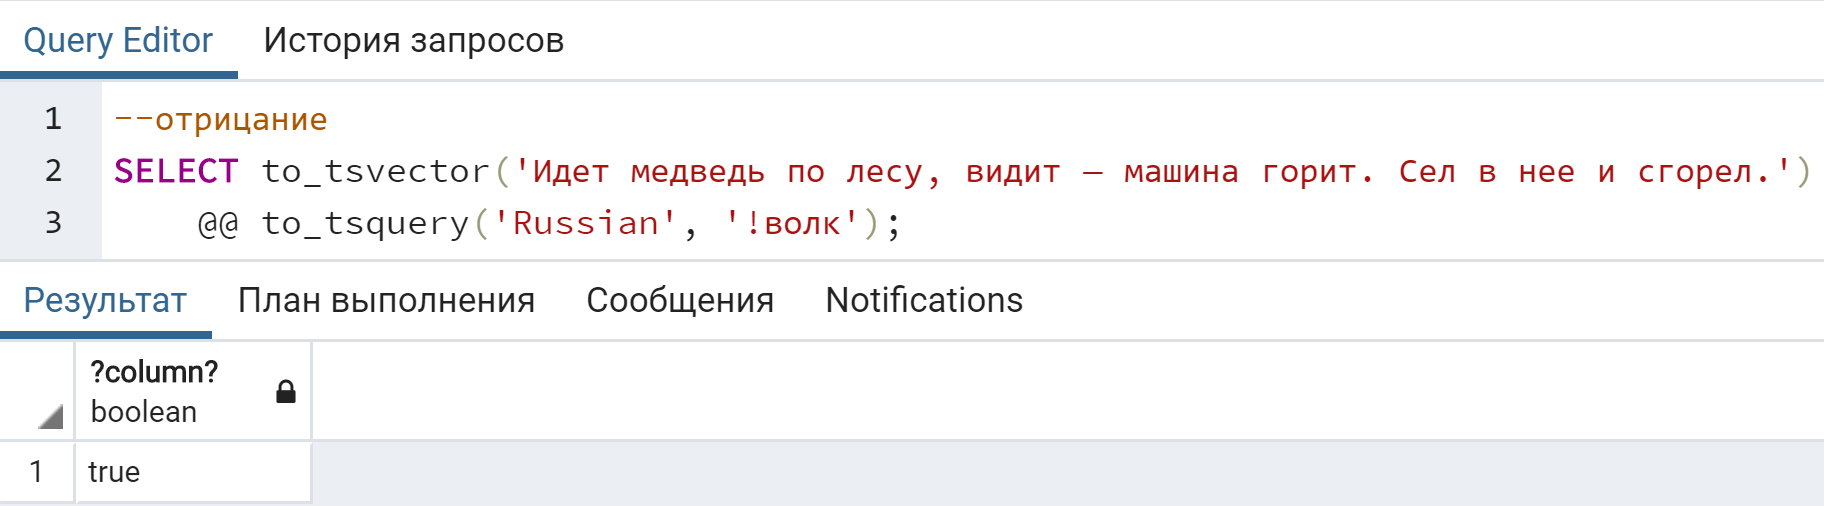 Query Editor История запросов
1 --отрицание
2 SELECT to_tsvector('Идет медведь по лесу, видит – машина горит. Сел в нее и сгорел.')
3 @@ to_tsquery('Russian', '!волк');
Результат План выполнения Сообщения Notifications
?column?
boolean
1 true